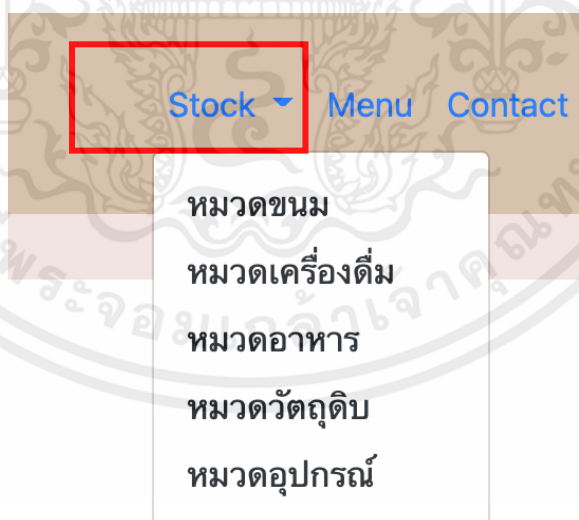 Stock Menu Contact
หมวดขนม
หมวดเครื่องดื่ม
หมวดอาหาร
หมวดวัตถุดิบ
หมวดอุปกรณ์